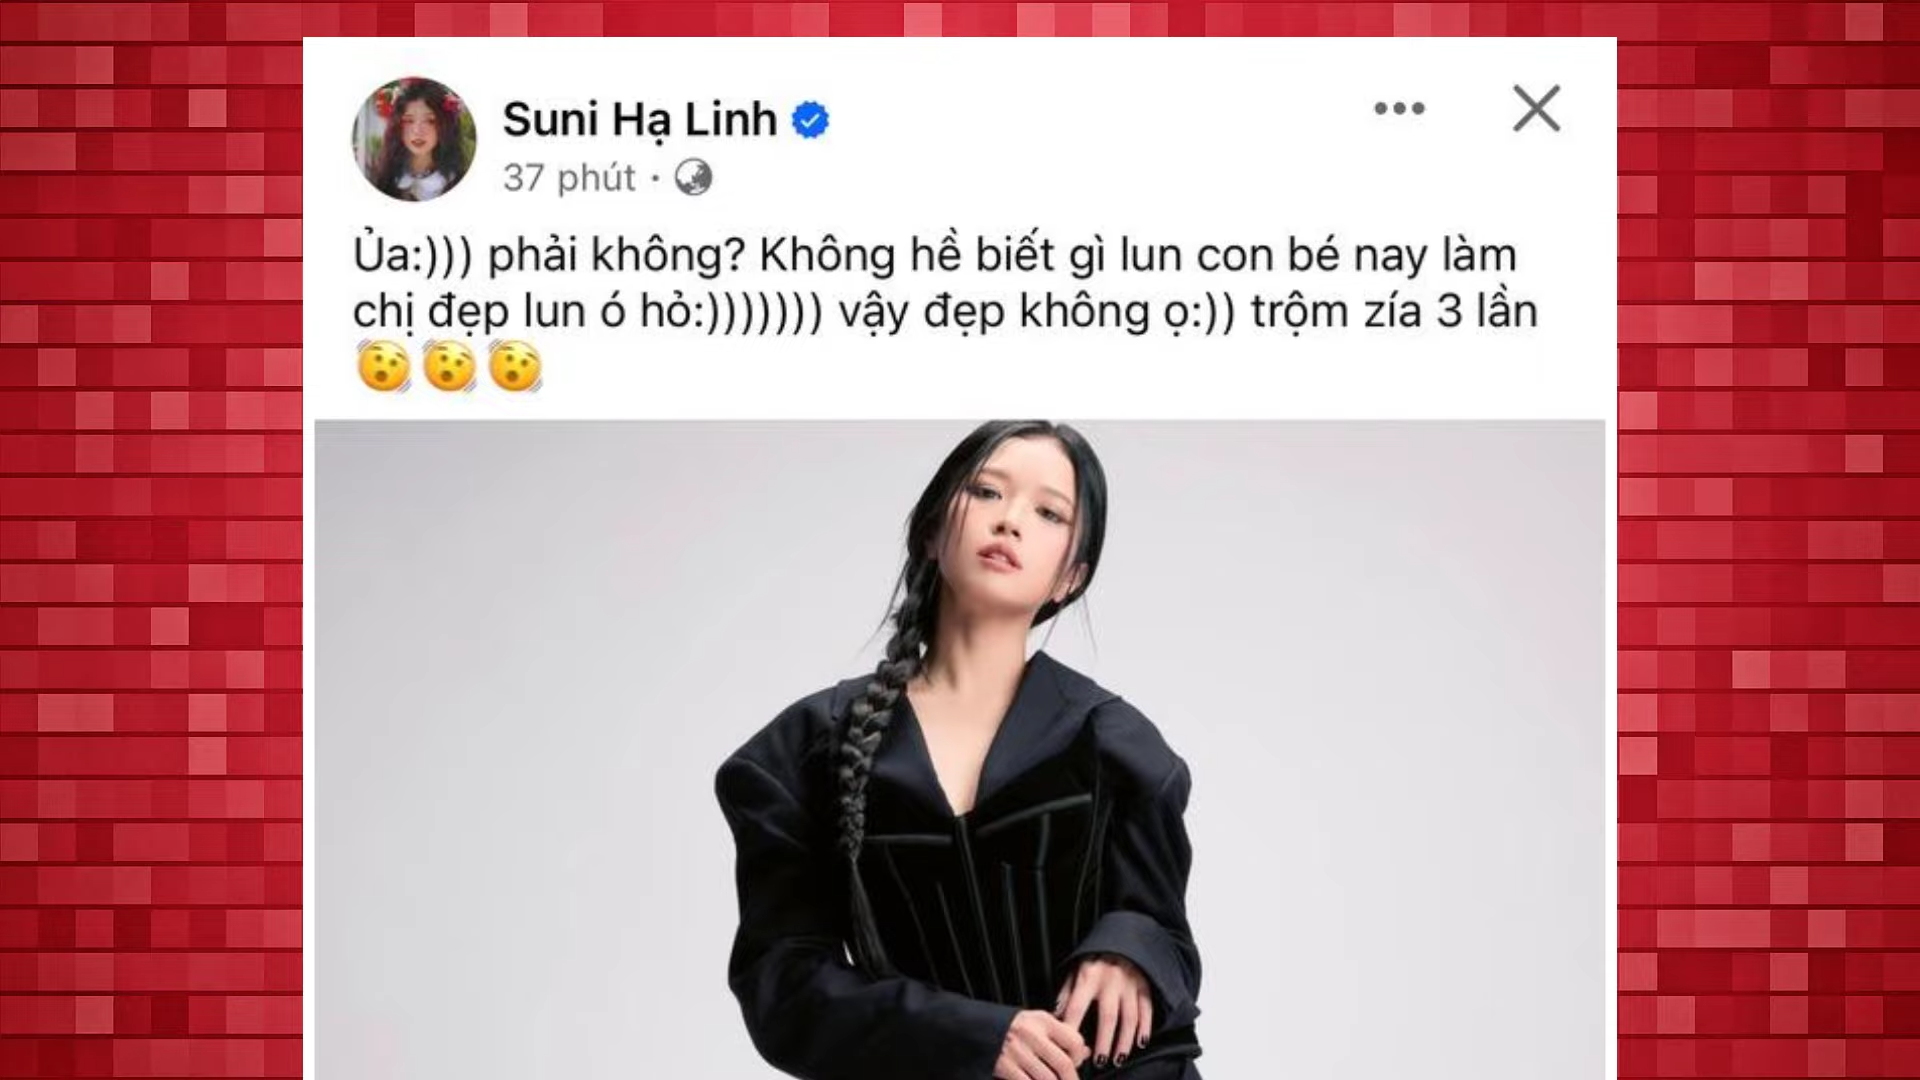 Suni Hạ Linh
37 phút ·
Ủa:))) phải không? Không hề biết gì lun con bé nay làm
chị đẹp lun ó hỏ:))))))) vậy đẹp không ọ:)) trộm zía 3 lần
🫨🫨🫨